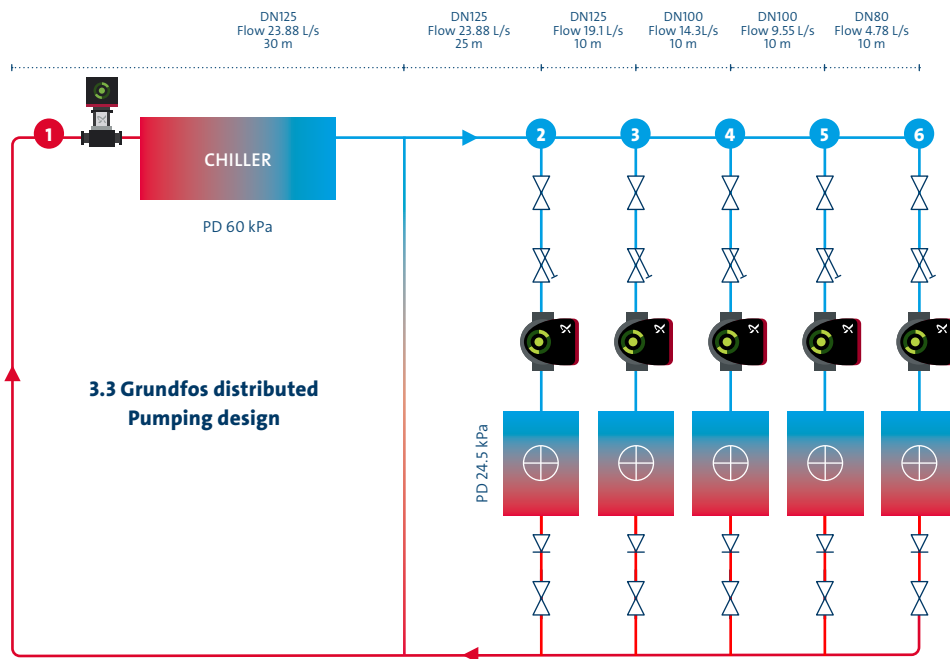 DN125
Flow 23.88 L/s
30 m
DN125
Flow 23.88 L/s
25 m
DN125
Flow 19.1 L/s
10 m
DN100
Flow 14.3L/s
10 m
DN100
Flow 9.55 L/s
10 m
DN80
Flow 4.78 L/s
10 m
1
CHILLER
2
3
4
5
6
PD 60 kPa
3.3 Grundfos distributed
Pumping design
PD 24.5 kPa